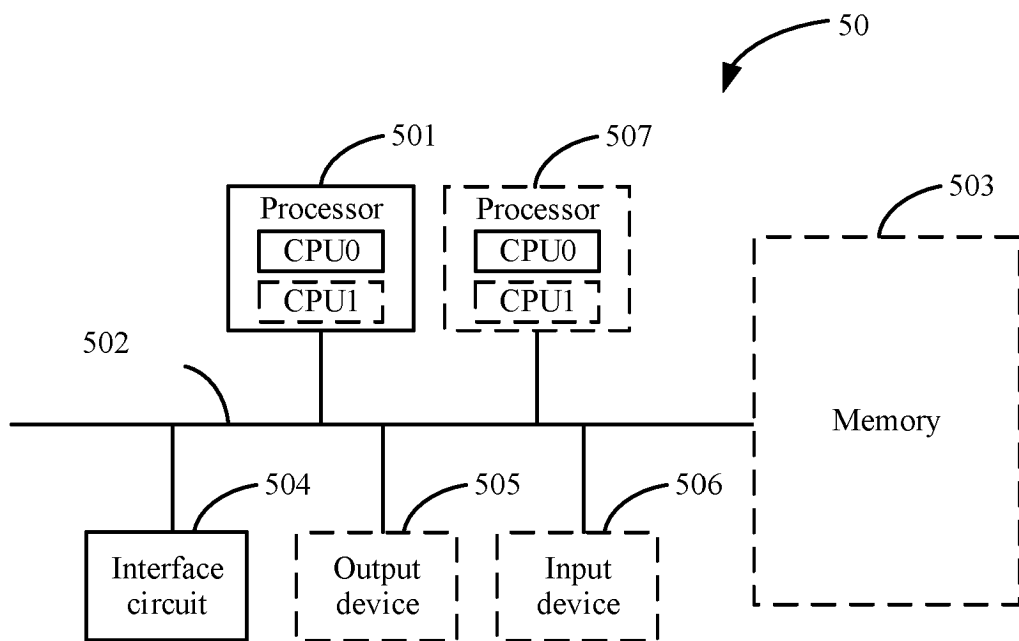 50
501
507
503
Processor
CPU0
CPU1
Processor
CPU0
CPU1
502
Memory
504
505
506
Interface
circuit
Output
device
Input
device